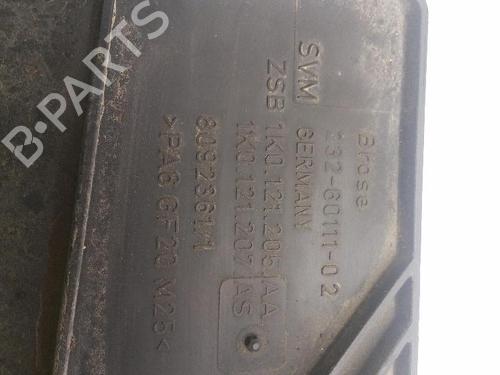 B-PARTS
Brose
132-60111-02
SVM GERMANY
ZSB 1K0.121.205 AA
1K0.121.207 AS
8092361/1
>PA6 GF20 M25<